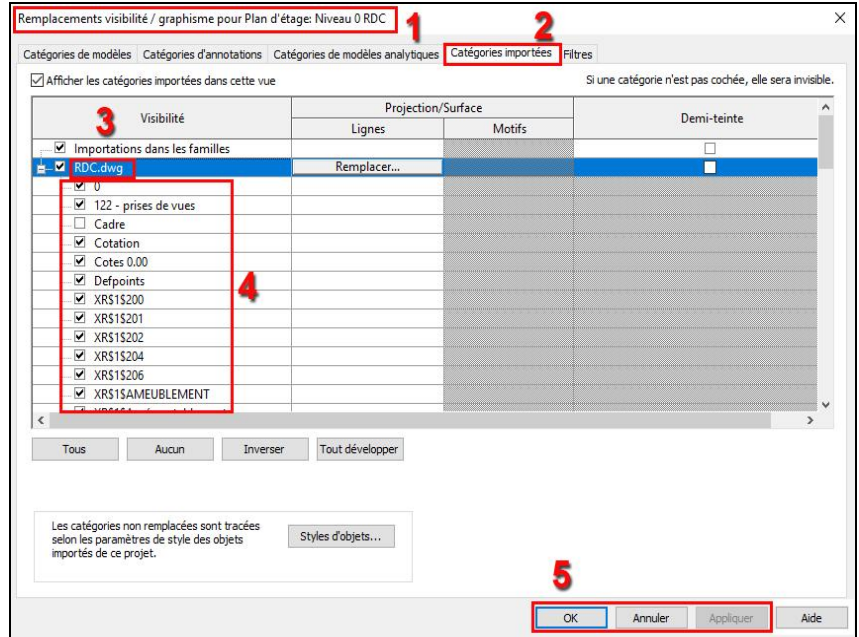 Remplacements visibilité / graphisme pour Plan d'étage: Niveau 0 RDC
1
2
Catégories de modèles Catégories d'annotations Catégories de modèles analytiques Catégories importées Filtres
Afficher les catégories importées dans cette vue
Si une catégorie n'est pas cochée, elle sera invisible.
3
Visibilité
Projection/Surface
Lignes
Motifs
Demi-teinte
Importations dans les familles
RDC.dwg
Remplacer...
0
122 - prises de vues
Cadre
Cotation
Cotes 0.00
Defpoints
4
XR$1$200
XR$1$201
XR$1$202
XR$1$204
XR$1$206
XR$1$AMEUBLEMENT
Tous Aucun Inverser Tout développer
Les catégories non remplacées sont tracées
selon les paramètres de style des objets
importés de ce projet.
Styles d'objets...
5
OK Annuler Appliquer Aide